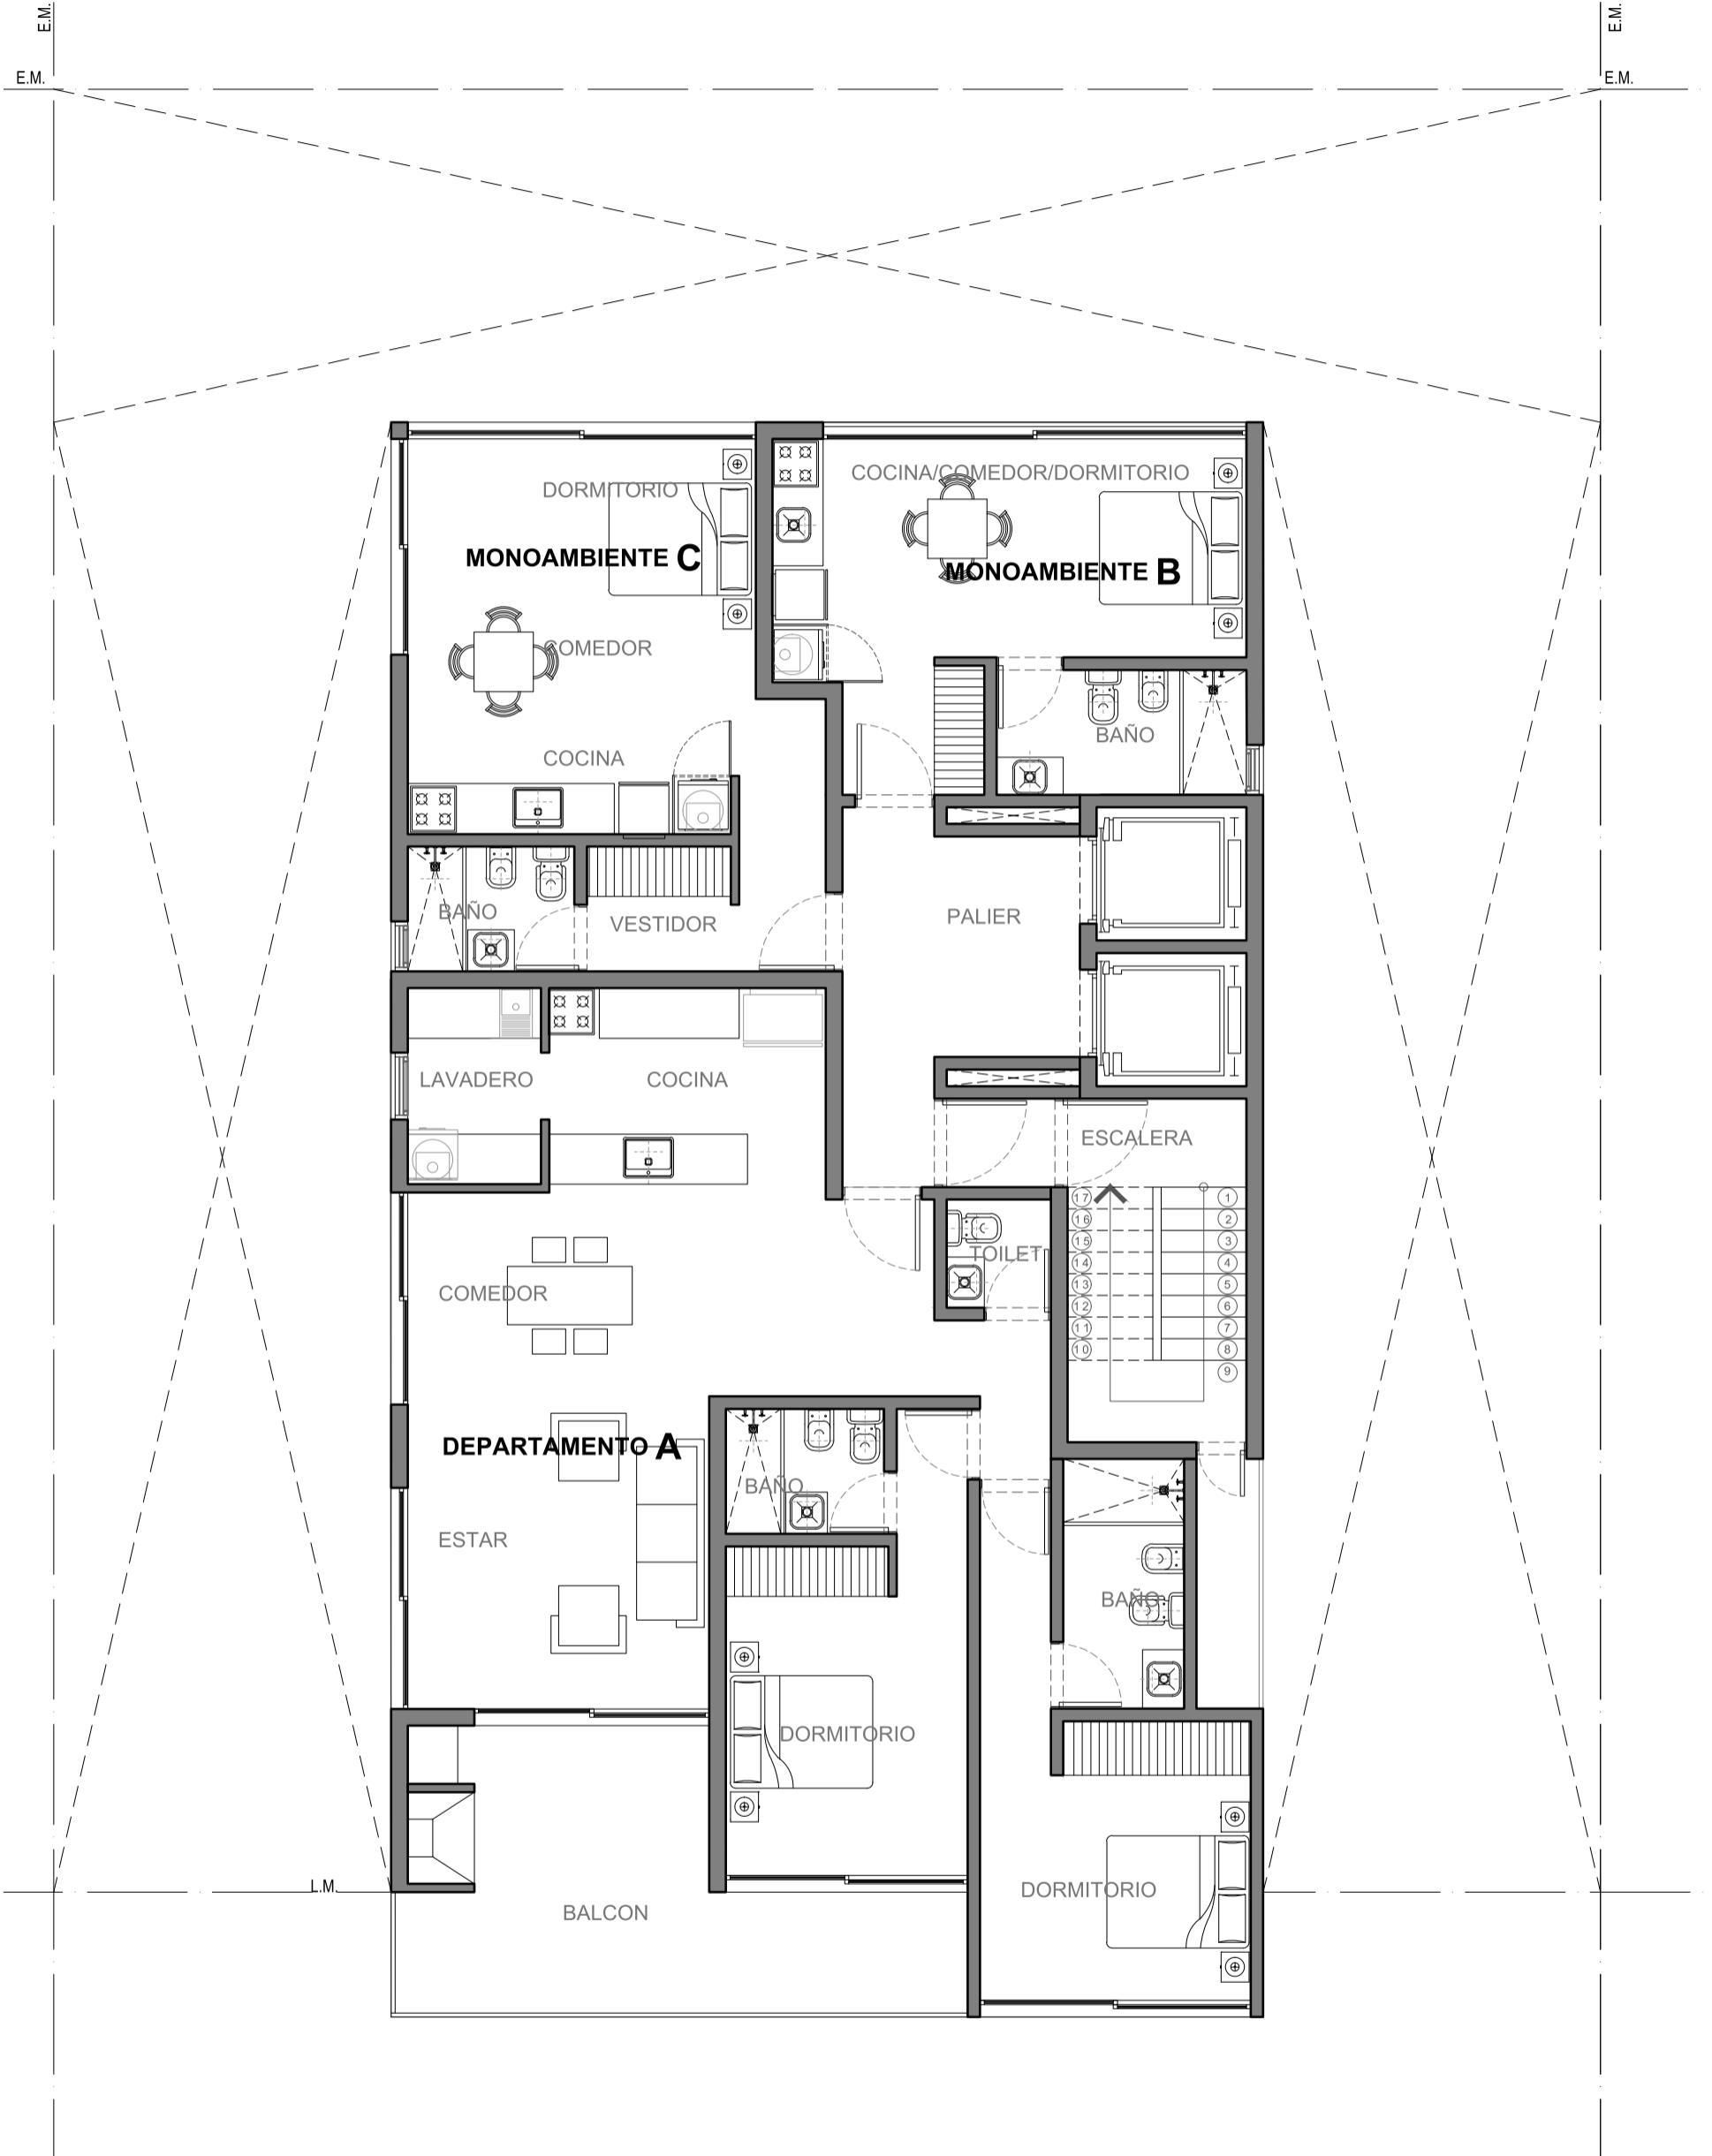 E.M.
E.M.
E.M.
E.M.
DORMITORIO
COCINA/COMEDOR/DORMITORIO
MONOAMBIENTE C
MONOAMBIENTE B
COMEDOR
BAÑO
COCINA
BAÑO
VESTIDOR
PALIER
LAVADERO
COCINA
ESCALERA
17
1
16
2
15
3
14
4
13
5
12
6
11
7
10
8
9
TOILET
COMEDOR
DEPARTAMENTO A
BAÑO
ESTAR
BAÑO
DORMITORIO
L.M.
DORMITORIO
BALCON